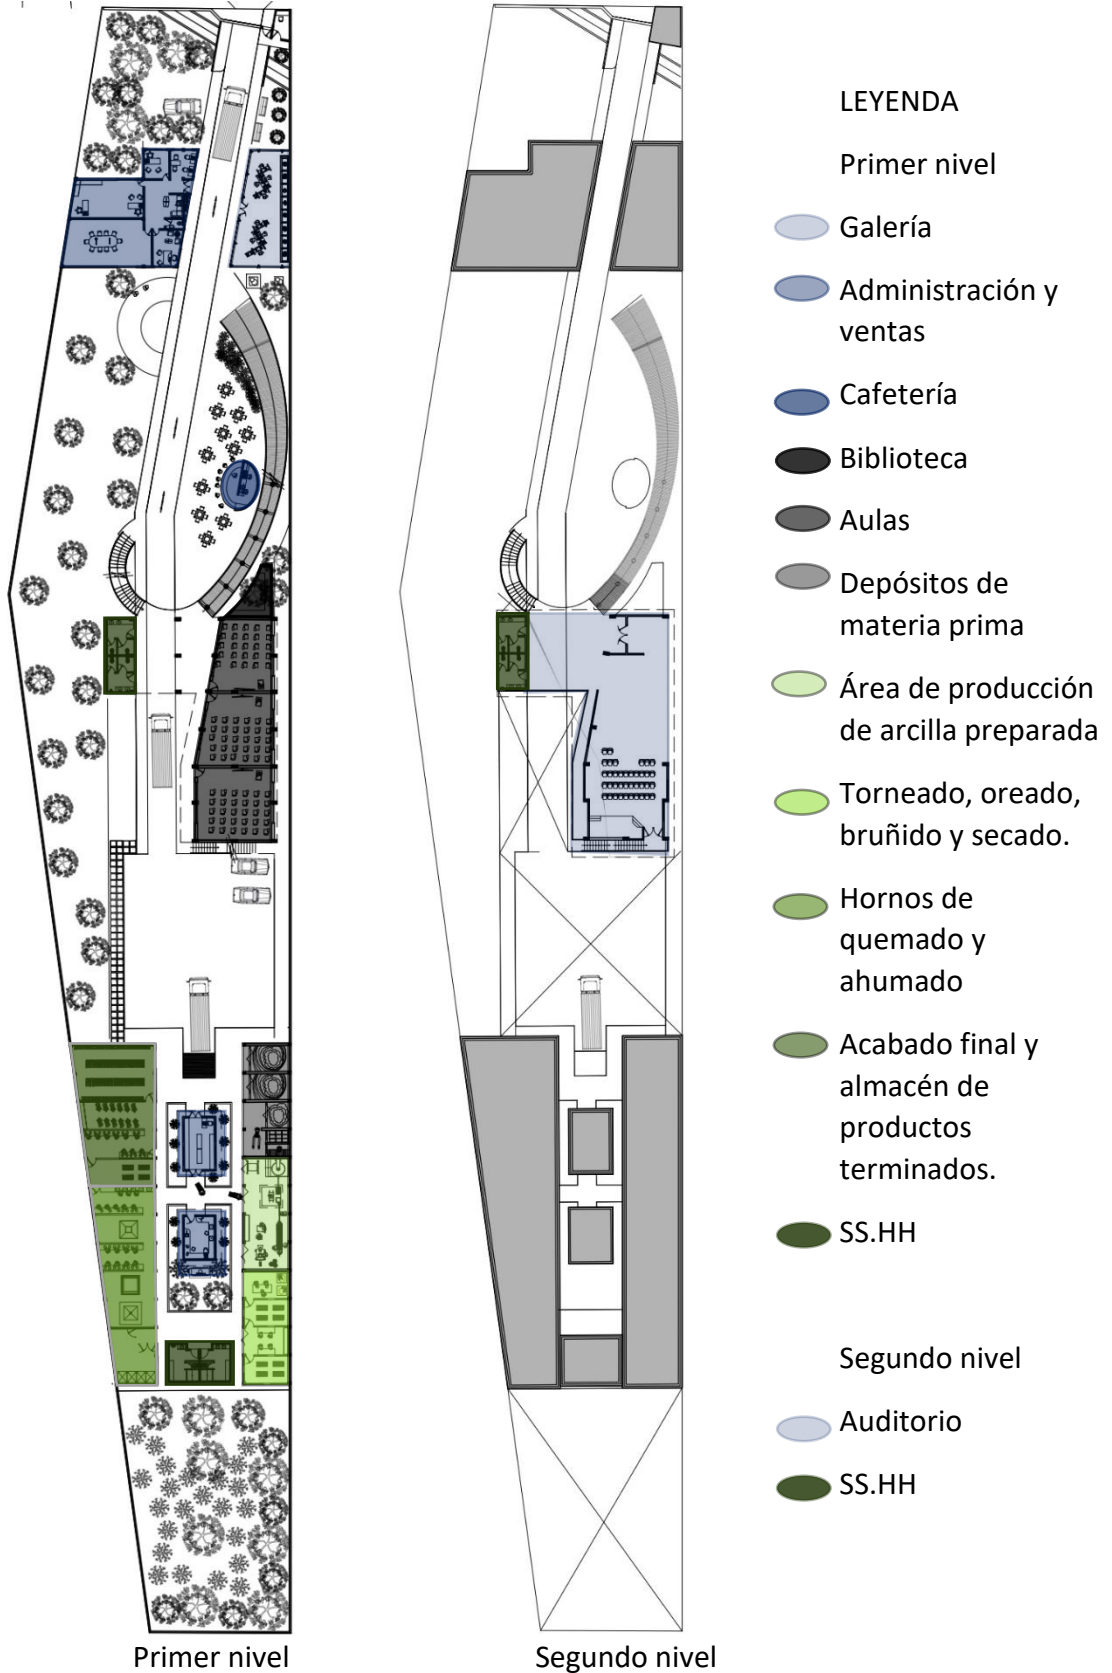 LEYENDA
Primer nivel
Galería
Administración y
ventas
Cafetería
Biblioteca
Aulas
Depósitos de
materia prima
Área de producción
de arcilla preparada
Torneado, oreado,
bruñido y secado.
Hornos de
quemado y
ahumado
Acabado final y
almacén de
productos
terminados.
SS.HH
Segundo nivel
Auditorio
SS.HH
Primer nivel
Segundo nivel